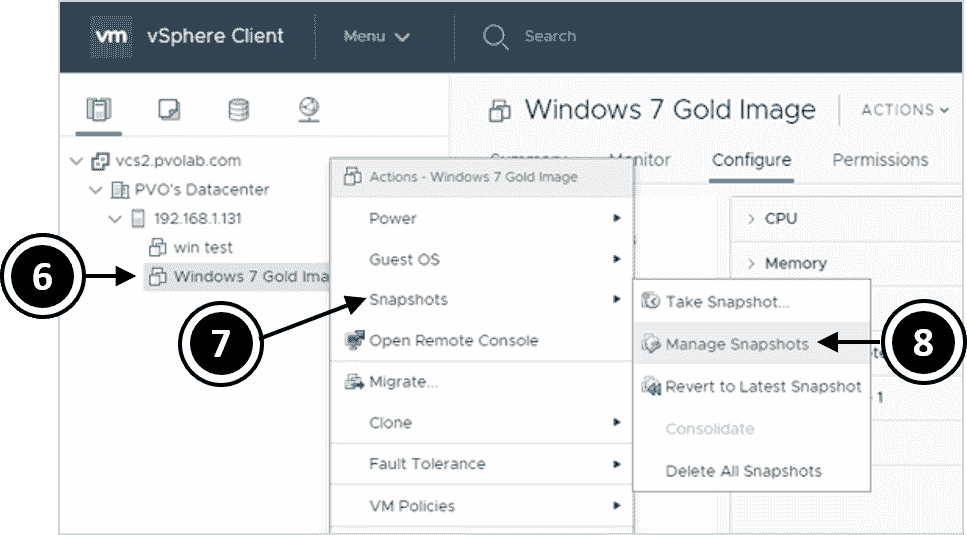 vm vSphere Client Menu Search
Windows 7 Gold Image ACTIONS
Summary Monitor Configure Permissions
vcs2.pvolab.com
PVO's Datacenter
192.168.1.131
win test
6 Windows 7 Gold Ima
Actions - Windows 7 Gold Image
Power
Guest OS
7 Snapshots
Open Remote Console
Migrate...
Clone
Fault Tolerance
VM Policies
CPU
Memory
Take Snapshot...
Manage Snapshots 8
Revert to Latest Snapshot
1
Consolidate
Delete All Snapshots